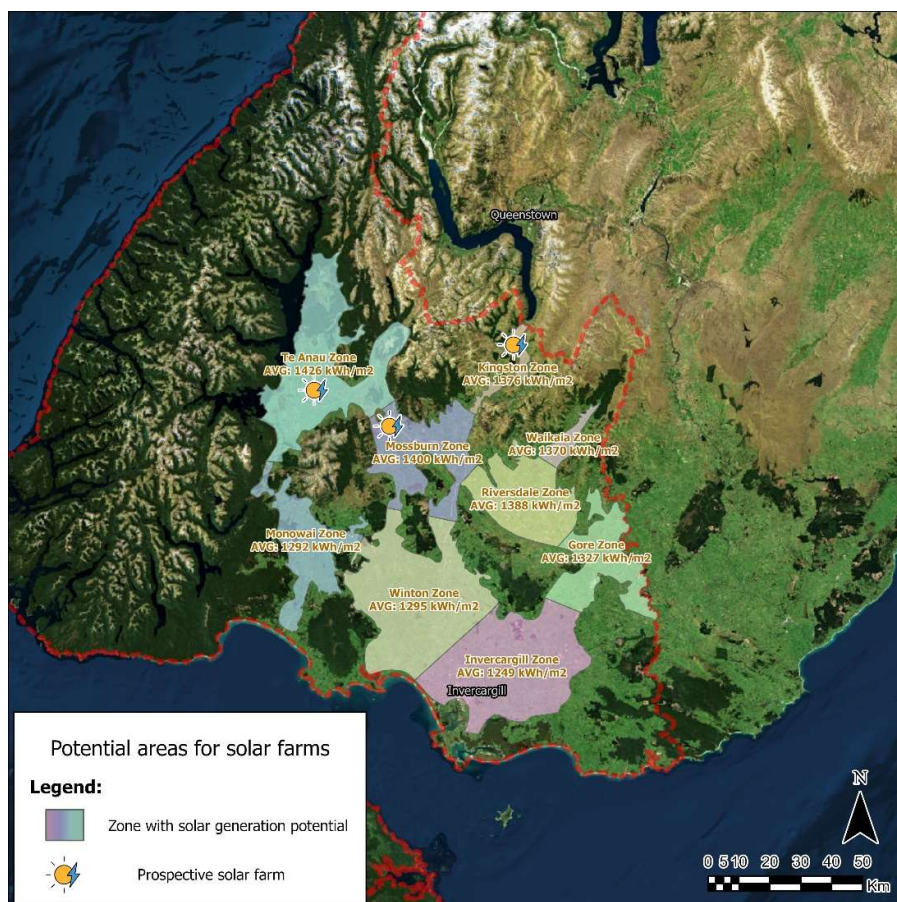 Queenstown
Te Anau Zone
AVG: 1426 kWh/m2
Kingston Zone
AVG: 1376 kWh/m2
Mossburn Zone
AVG: 1400 kWh/m2
Waikaia Zone
AVG: 1370 kWh/m2
Riversdale Zone
AVG: 1388 kWh/m2
Monowai Zone
AVG: 1292 kWh/m2
Gore Zone
AVG: 1327 kWh/m2
Winton Zone
AVG: 1295 kWh/m2
Invercargill Zone
AVG: 1249 kWh/m2
Invercargill
Potential areas for solar farms
Legend:
Zone with solar generation potential
Prospective solar farm
N
0 5 10 20 30 40 50
Km